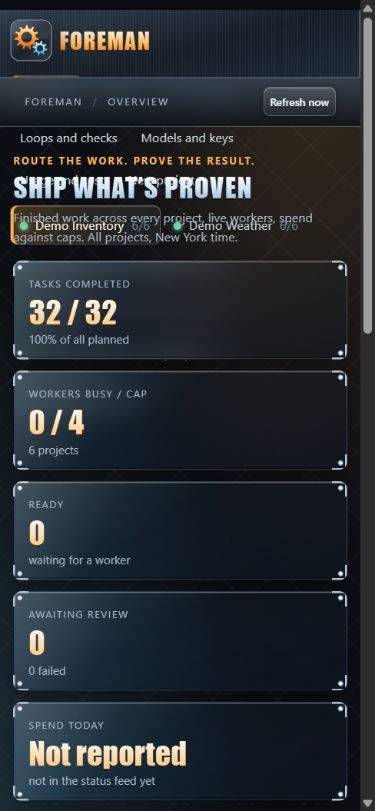 FOREMAN
FOREMAN / OVERVIEW
Refresh now
Loops and checks
Models and keys
ROUTE THE WORK. PROVE THE RESULT.
SHIP WHAT'S PROVEN
Finished work across every project, live workers, spend
Demo Inventory 6/6
Demo Weather 6/6
against caps. All projects, New York time.
TASKS COMPLETED
32 / 32
100% of all planned
WORKERS BUSY / CAP
0 / 4
6 projects
READY
0
waiting for a worker
AWAITING REVIEW
0
0 failed
SPEND TODAY
Not reported
not in the status feed yet